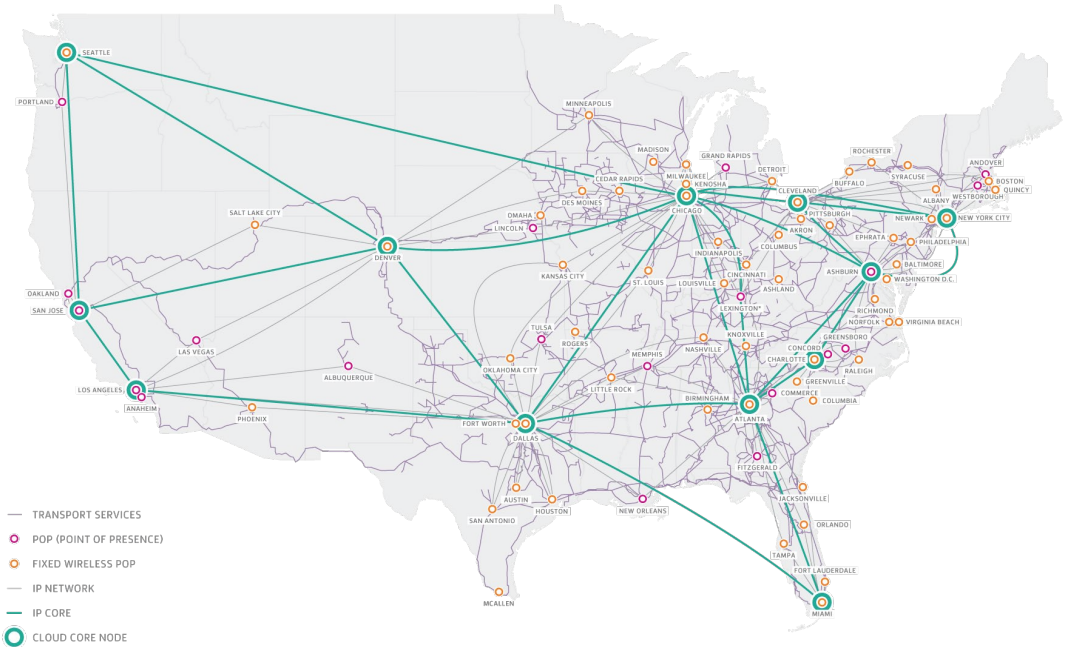 SEATTLE
PORTLAND
MINNEAPOLIS
MADISON
GRAND RAPIDS
ROCHESTER
ANDOVER
MILWAUKEE
DETROIT
SYRACUSE
BOSTON
CEDAR RAPIDS
KENOSHA
CLEVELAND
BUFFALO
QUINCY
DES MOINES
CHICAGO
ALBANY
WESTBOROUGH
SALT LAKE CITY
OMAHA
LINCOLN
PITTSBURGH
NEWARK
NEW YORK CITY
AKRON
EPHRATA
PHILADELPHIA
DENVER
INDIANAPOLIS
COLUMBUS
KANSAS CITY
ST. LOUIS
CINCINNATI
ASHBURN
BALTIMORE
LOUISVILLE
ASHLAND
WASHINGTON D.C.
OAKLAND
SAN JOSE
LEXINGTON*
RICHMOND
NORFOLK
VIRGINIA BEACH
TULSA
KNOXVILLE
GREENSBORO
ROGERS
NASHVILLE
CONCORD
LAS VEGAS
MEMPHIS
CHARLOTTE
ALBUQUERQUE
OKLAHOMA CITY
RALEIGH
LOS ANGELES
LITTLE ROCK
GREENVILLE
ANAHEIM
BIRMINGHAM
COMMERCE
COLUMBIA
PHOENIX
FORT WORTH
DALLAS
ATLANTA
FITZGERALD
AUSTIN
JACKSONVILLE
HOUSTON
NEW ORLEANS
SAN ANTONIO
ORLANDO
TAMPA
FORT LAUDERDALE
MCALLEN
MIAMI
TRANSPORT SERVICES
POP (POINT OF PRESENCE)
FIXED WIRELESS POP
IP NETWORK
IP CORE
CLOUD CORE NODE